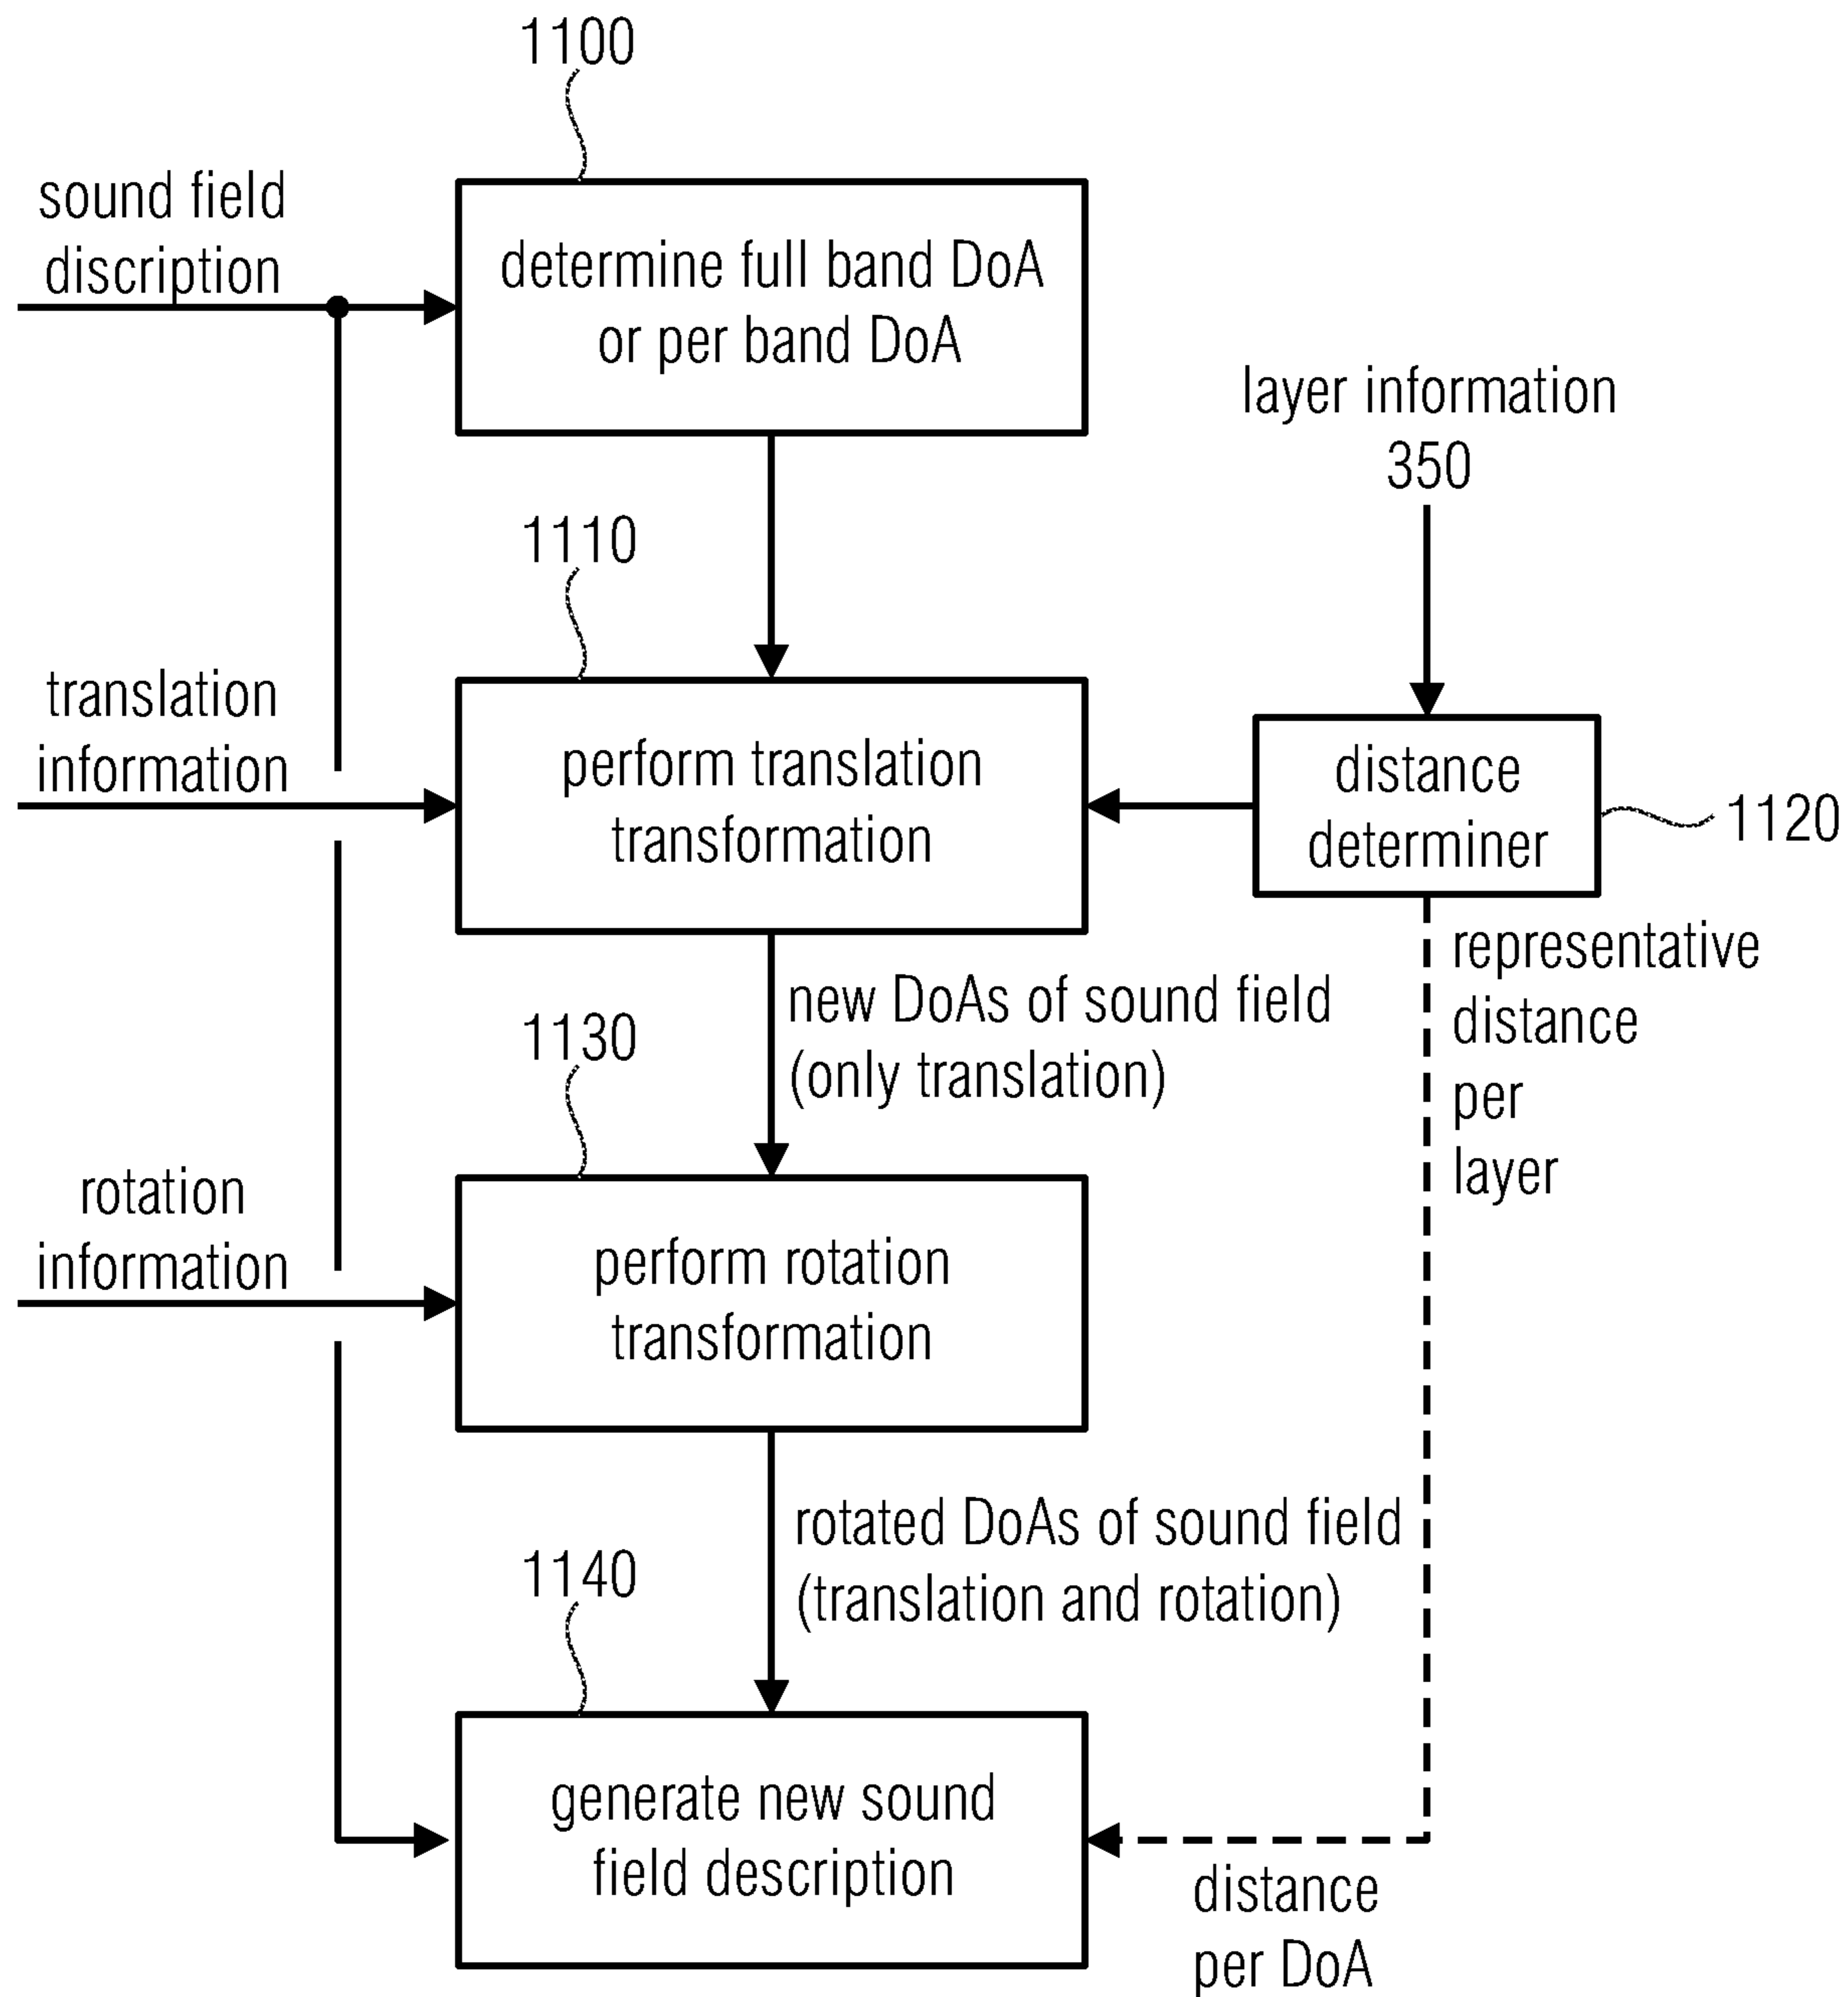 1100
sound field
discription
determine full band DoA
or per band DoA
layer information
350
1110
translation
information
perform translation
transformation
distance
determiner
1120
representative
distance
per
layer
new DoAs of sound field
(only translation)
1130
rotation
information
perform rotation
transformation
rotated DoAs of sound field
(translation and rotation)
1140
generate new sound
field description
distance
per DoA